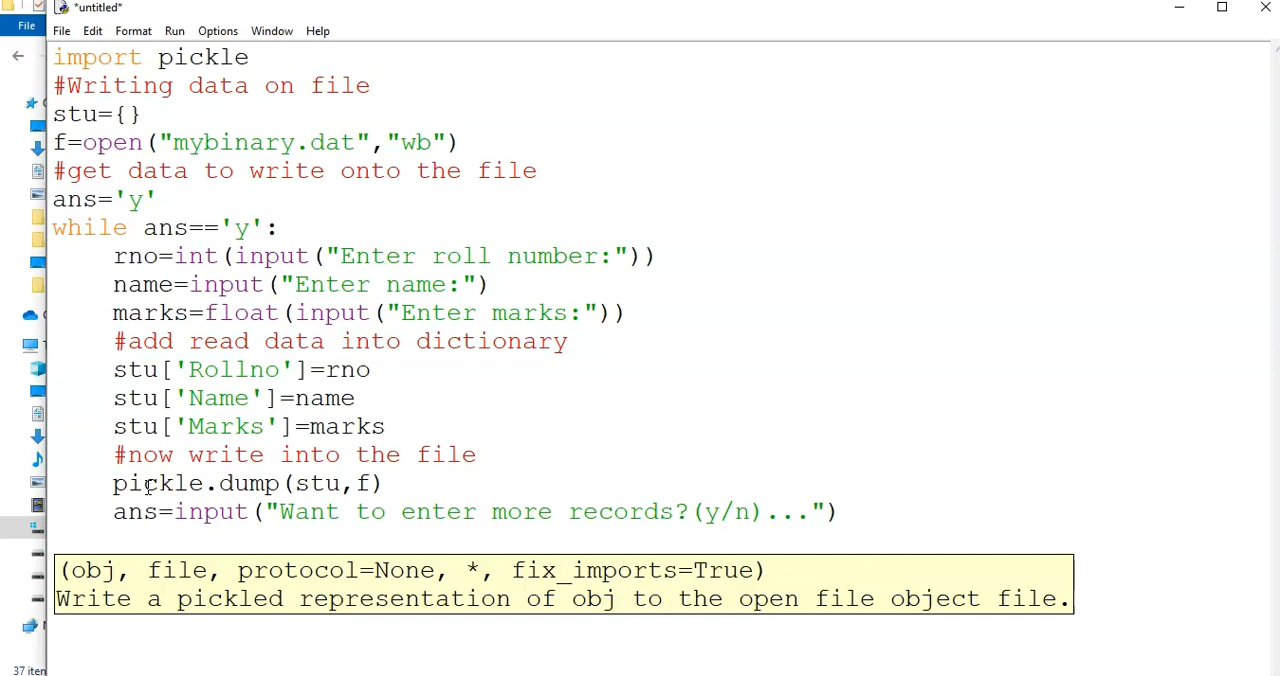 *untitled*
File
File Edit Format Run Options Window Help
import pickle
#Writing data on file
stu={}
f=open("mybinary.dat","wb")
#get data to write onto the file
ans='y'
while ans=='y':
    rno=int(input("Enter roll number:"))
    name=input("Enter name:")
    marks=float(input("Enter marks:"))
    #add read data into dictionary
    stu['Rollno']=rno
    stu['Name']=name
    stu['Marks']=marks
    #now write into the file
    pickle.dump(stu,f)
    ans=input("Want to enter more records?(y/n)...")
(obj, file, protocol=None, *, fix_imports=True)
Write a pickled representation of obj to the open file object file.